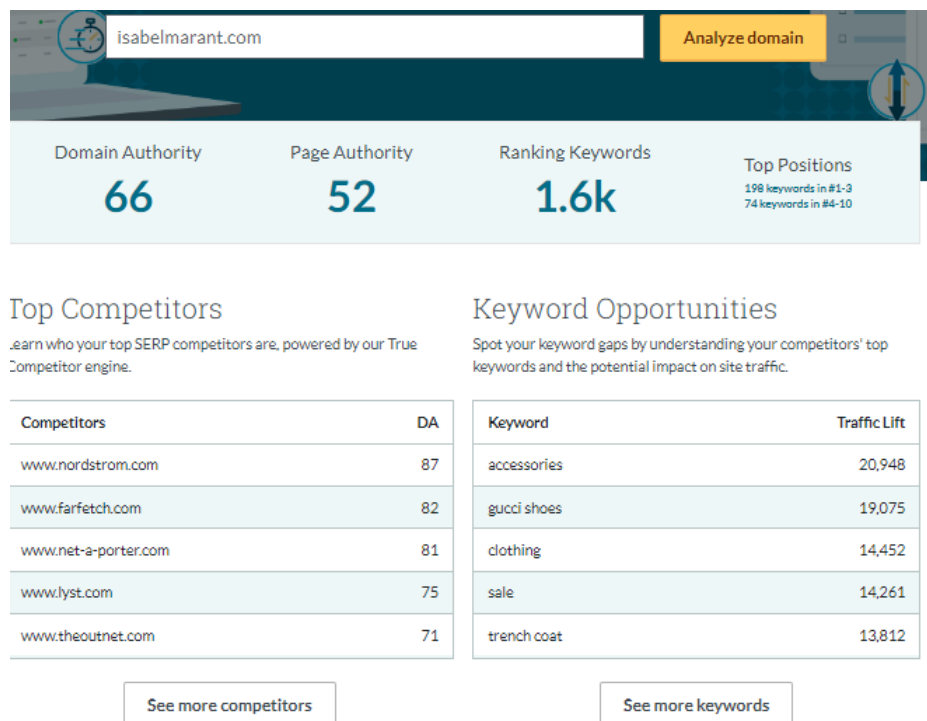 isabelmarant.com
Analyze domain
Domain Authority
66
Page Authority
52
Ranking Keywords
1.6k
Top Positions
198 keywords in #1-3
74 keywords in #4-10
Top Competitors
Learn who your top SERP competitors are, powered by our True
Competitor engine.
Competitors DA
www.nordstrom.com 87
www.farfetch.com 82
www.net-a-porter.com 81
www.lyst.com 75
www.theoutnet.com 71
See more competitors
Keyword Opportunities
Spot your keyword gaps by understanding your competitors' top
keywords and the potential impact on site traffic.
Keyword Traffic Lift
accessories 20,948
gucci shoes 19,075
clothing 14,452
sale 14,261
trench coat 13,812
See more keywords